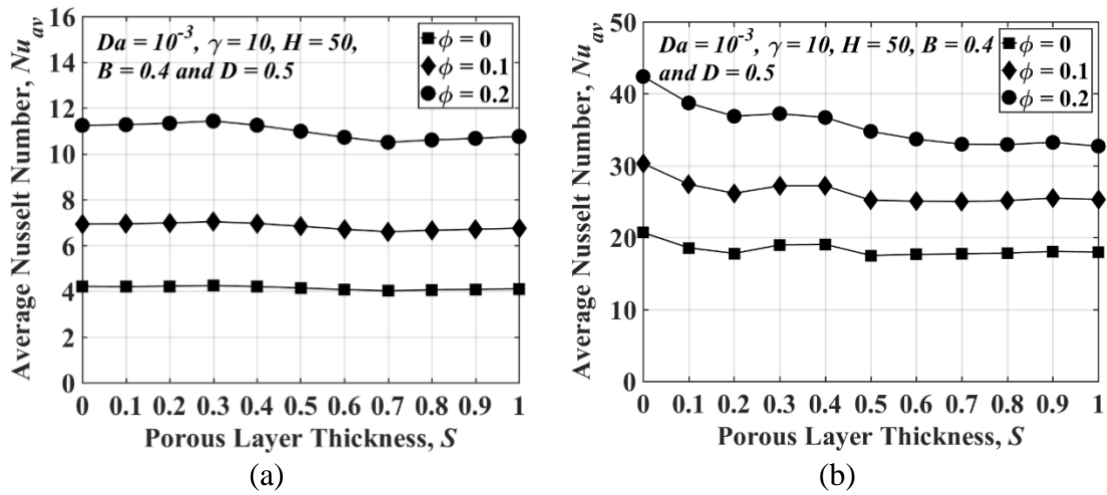 Average Nusselt Number, Nu_av
16
14
12
10
8
6
4
2
0
Da = 10^-3, γ = 10, H = 50,
B = 0.4 and D = 0.5
ϕ = 0
ϕ = 0.1
ϕ = 0.2
0 0.1 0.2 0.3 0.4 0.5 0.6 0.7 0.8 0.9 1
Porous Layer Thickness, S
(a)
Average Nusselt Number, Nu_av
50
40
30
20
10
0
Da = 10^-3, γ = 10, H = 50, B = 0.4
and D = 0.5
ϕ = 0
ϕ = 0.1
ϕ = 0.2
0 0.1 0.2 0.3 0.4 0.5 0.6 0.7 0.8 0.9 1
Porous Layer Thickness, S
(b)